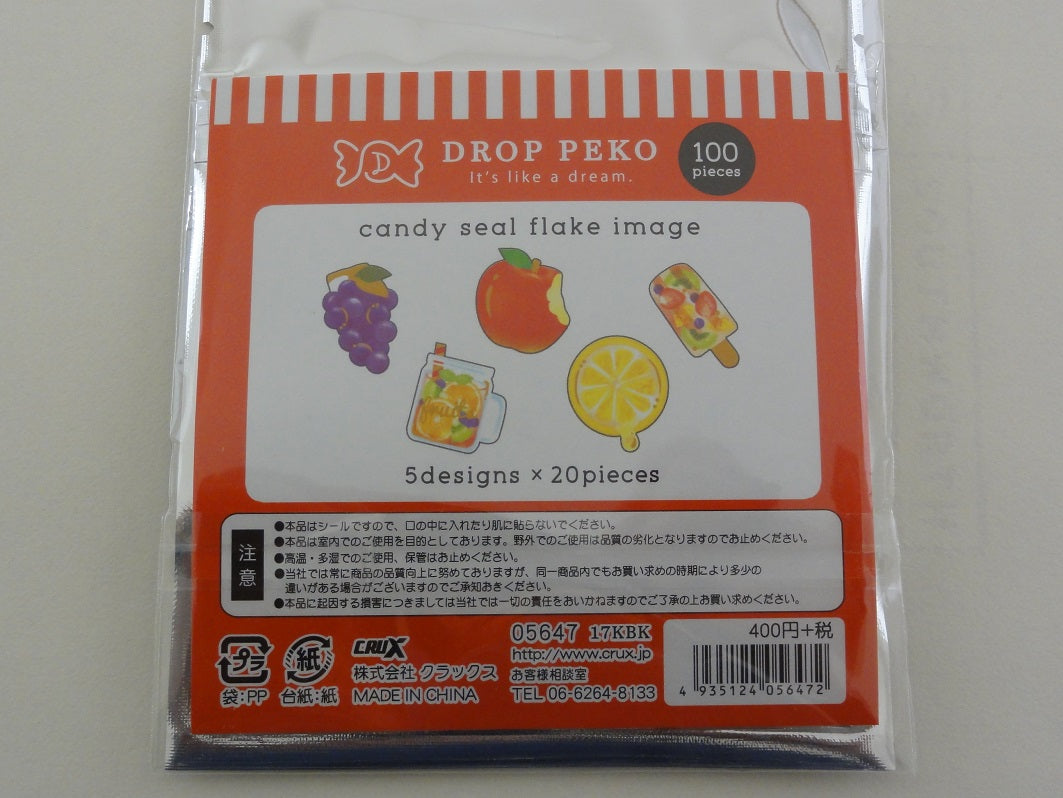 D
DROP PEKO
It's like a dream.
100
pieces
candy seal flake image
fruit
5designs × 20pieces
注意
●本品はシールですので、口の中に入れたり肌に貼らないでください。
●本品は室内でのご使用を目的としております。野外でのご使用は品質の劣化となりますのでお止めください。
●高温・多湿でのご使用、保管はお止めください。
●当社では常に商品の品質向上に努めておりますが、同一商品内でもお買い求めの時期により多少の
違いがある場合がございますのでご承知おきください。
●本品に起因する損害につきましては当社では一切の責任をおいかねますのでご了承の上お買い求めください。
プラ
袋:PP
紙
台紙:紙
CRUX
株式会社 クラックス
MADE IN CHINA
05647 17KBK
http://www.crux.jp
お客様相談室
TEL 06-6264-8133
400円+税
4 935124 056472